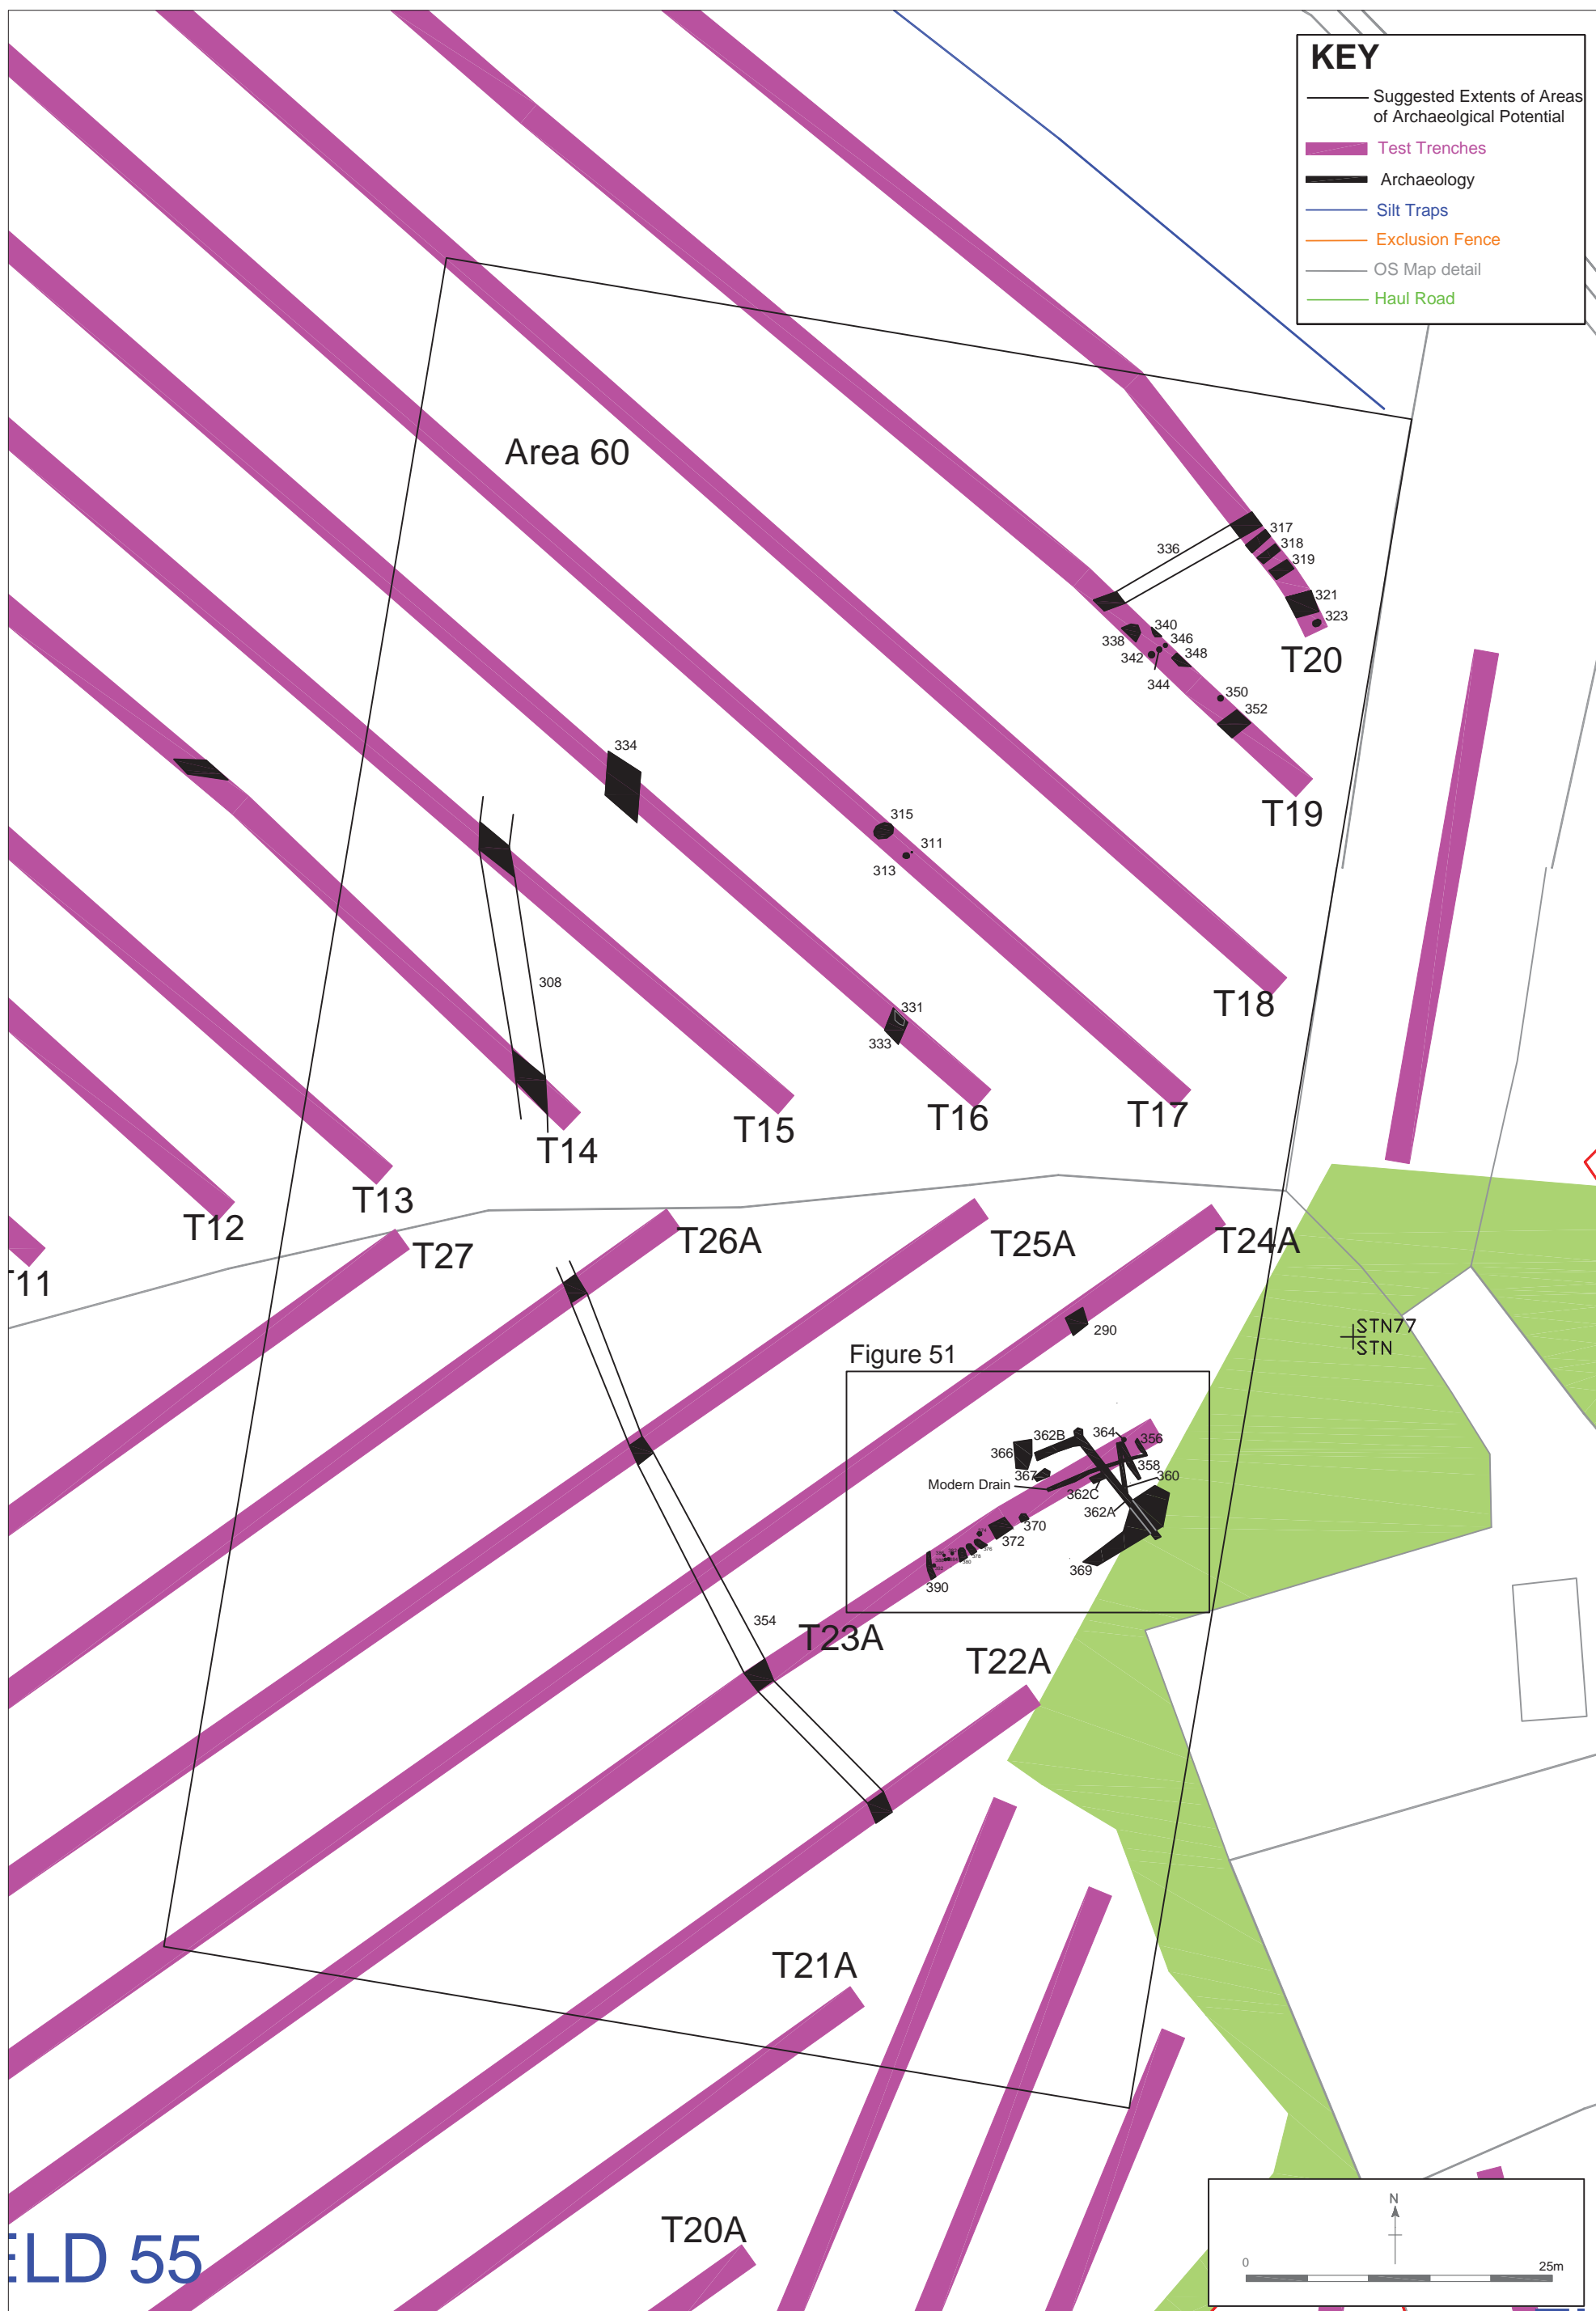 KEY
Suggested Extents of Areas
of Archaeolgical Potential
Test Trenches
Archaeology
Silt Traps
Exclusion Fence
OS Map detail
Haul Road
Area 60
317
318
319
336
321
323
T20
340
338
346
342
348
344
350
352
T19
334
315
311
313
308
331
333
T18
T17
T16
T15
T14
T13
T12
T11
T27
T26A
T25A
T24A
290
STN77
STN
Figure 51
362B
364
356
366
367
358
360
Modern Drain
362C
362A
370
372
369
390
354
T23A
T22A
T21A
T20A
ELD 55
N
0
25m